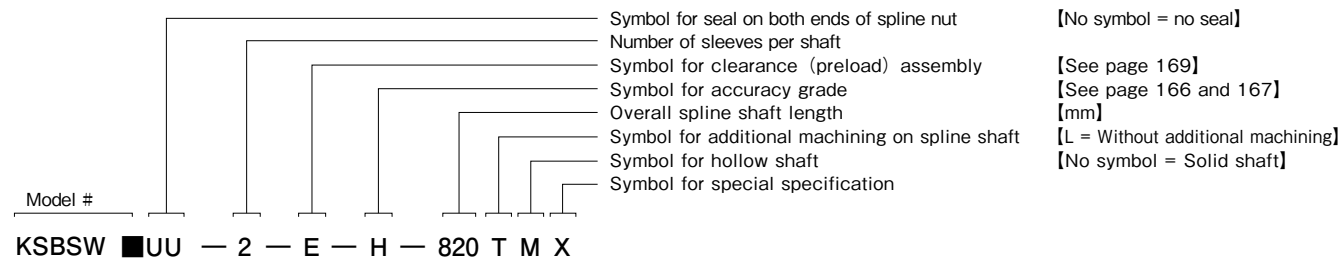 Symbol for seal on both ends of spline nut 【No symbol = no seal】
Number of sleeves per shaft
Symbol for clearance（preload）assembly 【See page 169】
Symbol for accuracy grade 【See page 166 and 167】
Overall spline shaft length 【mm】
Symbol for additional machining on spline shaft 【L = Without additional machining】
Symbol for hollow shaft 【No symbol = Solid shaft】
Symbol for special specification
Model #
KSBSW ■UU — 2 — E — H — 820 T M X